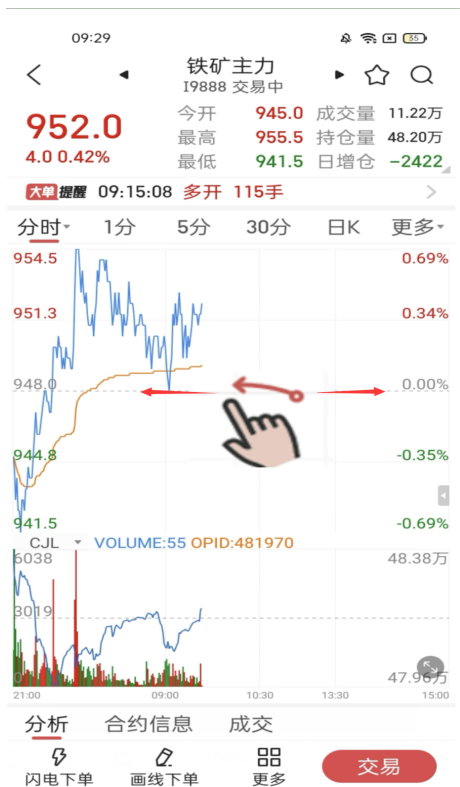 09:29 35
铁矿主力
I9888 交易中
952.0
4.0 0.42%
今开 945.0 成交量 11.22万
最高 955.5 持仓量 48.20万
最低 941.5 日增仓 -2422
大单提醒 09:15:08 多开 115手
分时 1分 5分 30分 日K 更多
954.5 0.69%
951.3 0.34%
948.0 0.00%
944.8 -0.35%
941.5 -0.69%
CJL VOLUME:55 OPID:481970
6038 48.38万
3019
0 47.96万
21:00 09:00 10:30 13:30 15:00
分析 合约信息 成交
闪电下单 画线下单 更多 交易